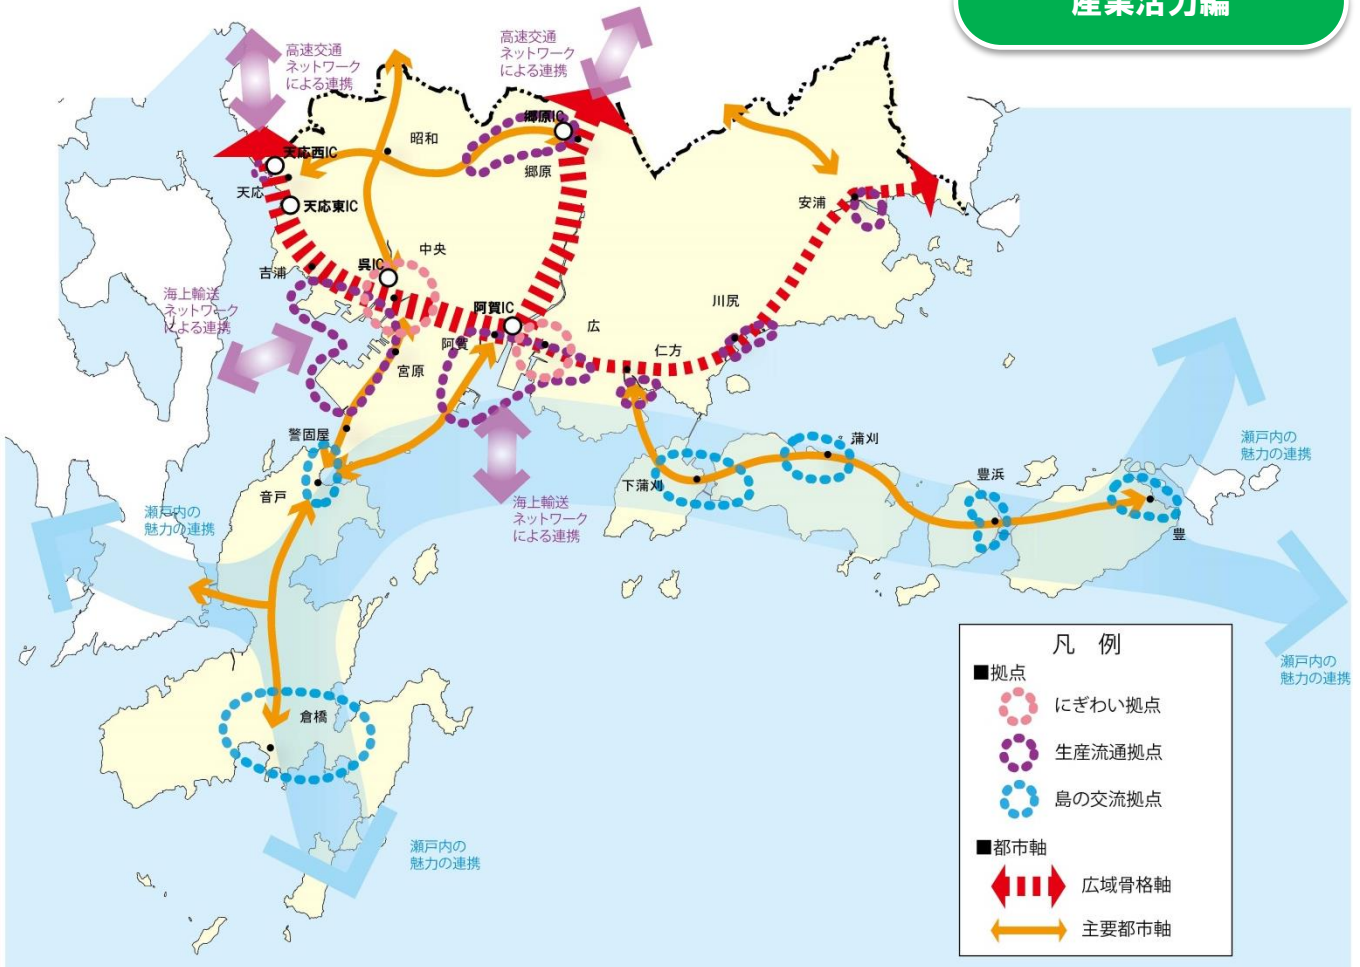 産業活力編
高速交通
ネットワーク
による連携
高速交通
ネットワーク
による連携
郷原IC
昭和
天応西IC
郷原
天応
天応東IC
安浦
中央
呉IC
吉浦
海上輸送
ネットワーク
による連携
阿賀IC
川尻
広
阿賀
仁方
宮原
警固屋
蒲刈
瀬戸内の
魅力の連携
豊浜
下蒲刈
音戸
海上輸送
ネットワーク
による連携
瀬戸内の
魅力の連携
豊
倉橋
瀬戸内の
魅力の連携
瀬戸内の
魅力の連携
凡 例
■拠点
にぎわい拠点
生産流通拠点
島の交流拠点
■都市軸
広域骨格軸
主要都市軸